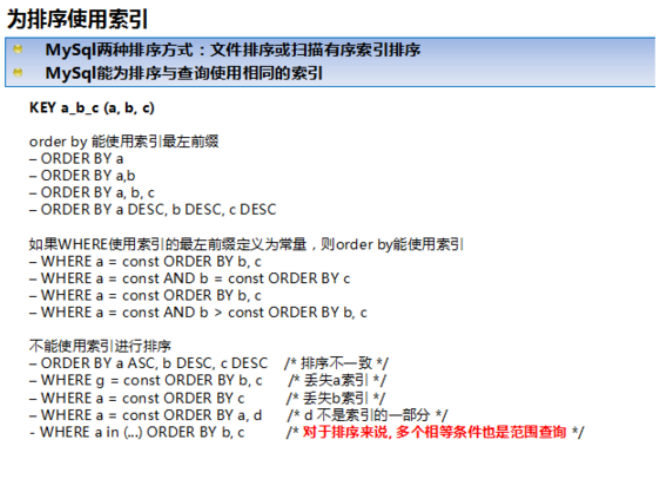 为排序使用索引
MySql两种排序方式：文件排序或扫描有序索引排序
MySql能为排序与查询使用相同的索引
KEY a_b_c (a, b, c)
order by 能使用索引最左前缀
– ORDER BY a
– ORDER BY a,b
– ORDER BY a, b, c
– ORDER BY a DESC, b DESC, c DESC
如果WHERE使用索引的最左前缀定义为常量，则order by能使用索引
– WHERE a = const ORDER BY b, c
– WHERE a = const AND b = const ORDER BY c
– WHERE a = const ORDER BY b, c
– WHERE a = const AND b > const ORDER BY b, c
不能使用索引进行排序
– ORDER BY a ASC, b DESC, c DESC /* 排序不一致 */
– WHERE g = const ORDER BY b, c /* 丢失a索引 */
– WHERE a = const ORDER BY c /* 丢失b索引 */
– WHERE a = const ORDER BY a, d /* d 不是索引的一部分 */
- WHERE a in (...) ORDER BY b, c /* 对于排序来说, 多个相等条件也是范围查询 */